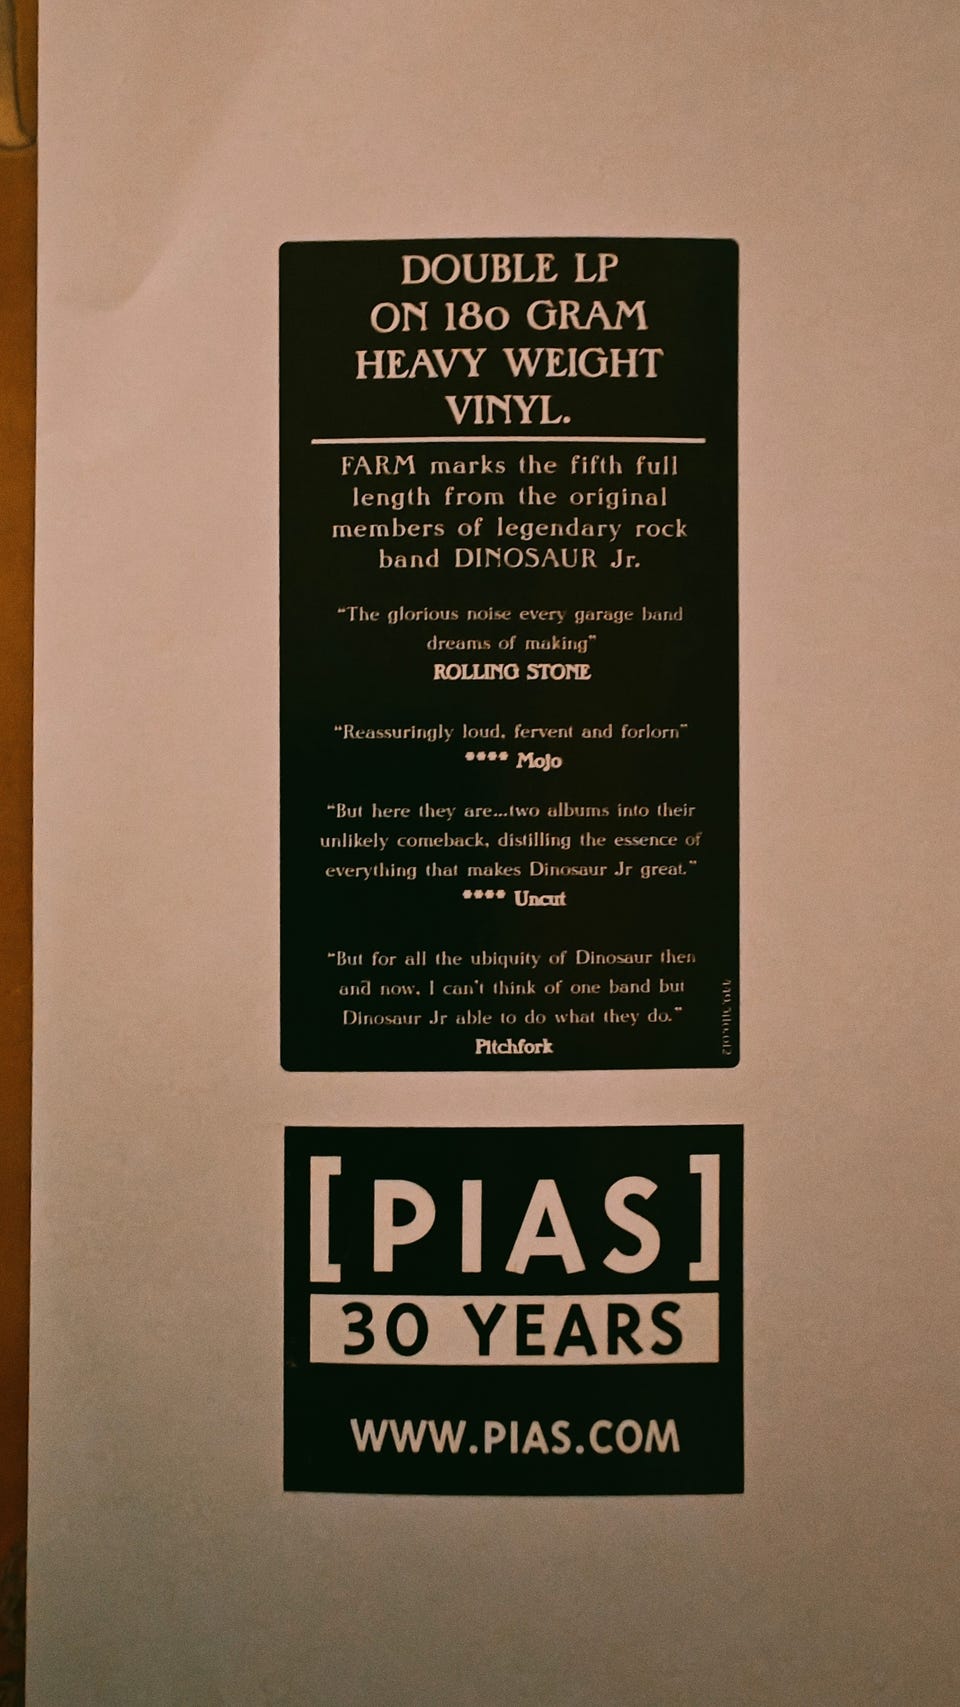 DOUBLE LP
ON 180 GRAM
HEAVY WEIGHT
VINYL.
FARM marks the fifth full
length from the original
members of legendary rock
band DINOSAUR Jr.
“The glorious noise every garage band
dreams of making”
ROLLING STONE
“Reassuringly loud, fervent and forlorn”
**** Mojo
“But here they are...two albums into their
unlikely comeback, distilling the essence of
everything that makes Dinosaur Jr great.”
**** Uncut
“But for all the ubiquity of Dinosaur then
and now, I can't think of one band but
Dinosaur Jr able to do what they do.”
Pitchfork
[PIAS]
30 YEARS
WWW.PIAS.COM